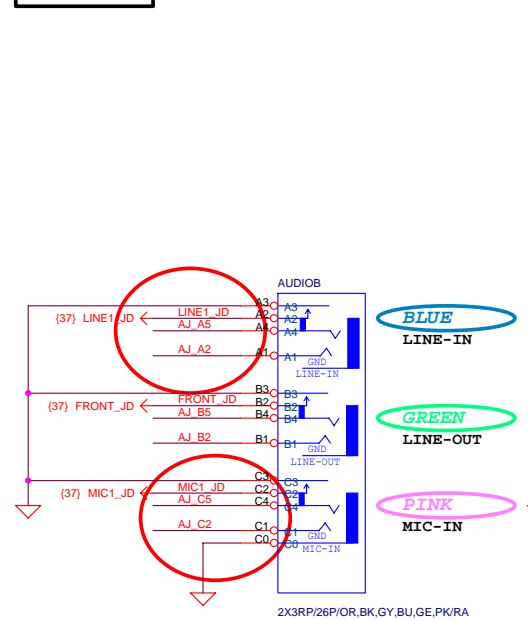 AUDIOB
A3 A3
{37} LINE1_JD LINE1_JD A2 A2 BLUE
AJ_A5 A4 A4
LINE-IN
AJ_A2 A1 A1
GND
LINE-IN
B3 B3
{37} FRONT_JD FRONT_JD B2 B2
AJ_B5 B4 B4 GREEN
LINE-OUT
AJ_B2 B1 B1
GND
LINE-OUT
C3 C3
{37} MIC1_JD MIC1_JD C2 C2
AJ_C5 C4 C4 PINK
MIC-IN
AJ_C2 C1 C1
GND
C0 C0
MIC-IN
2X3RP/26P/OR,BK,GY,BU,GE,PK/RA